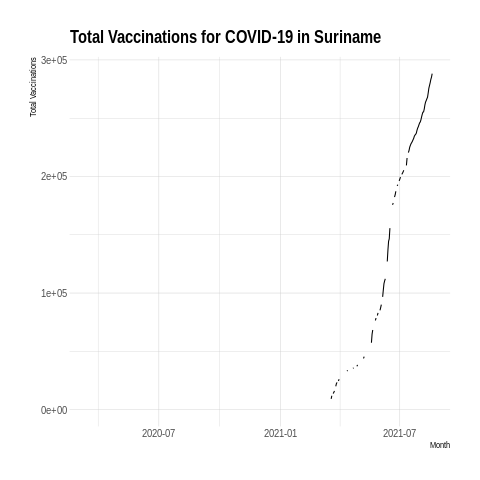 Total Vaccinations for COVID-19 in Suriname
Total Vaccinations
3e+05
2e+05
1e+05
0e+00
2020-07
2021-01
2021-07
Month